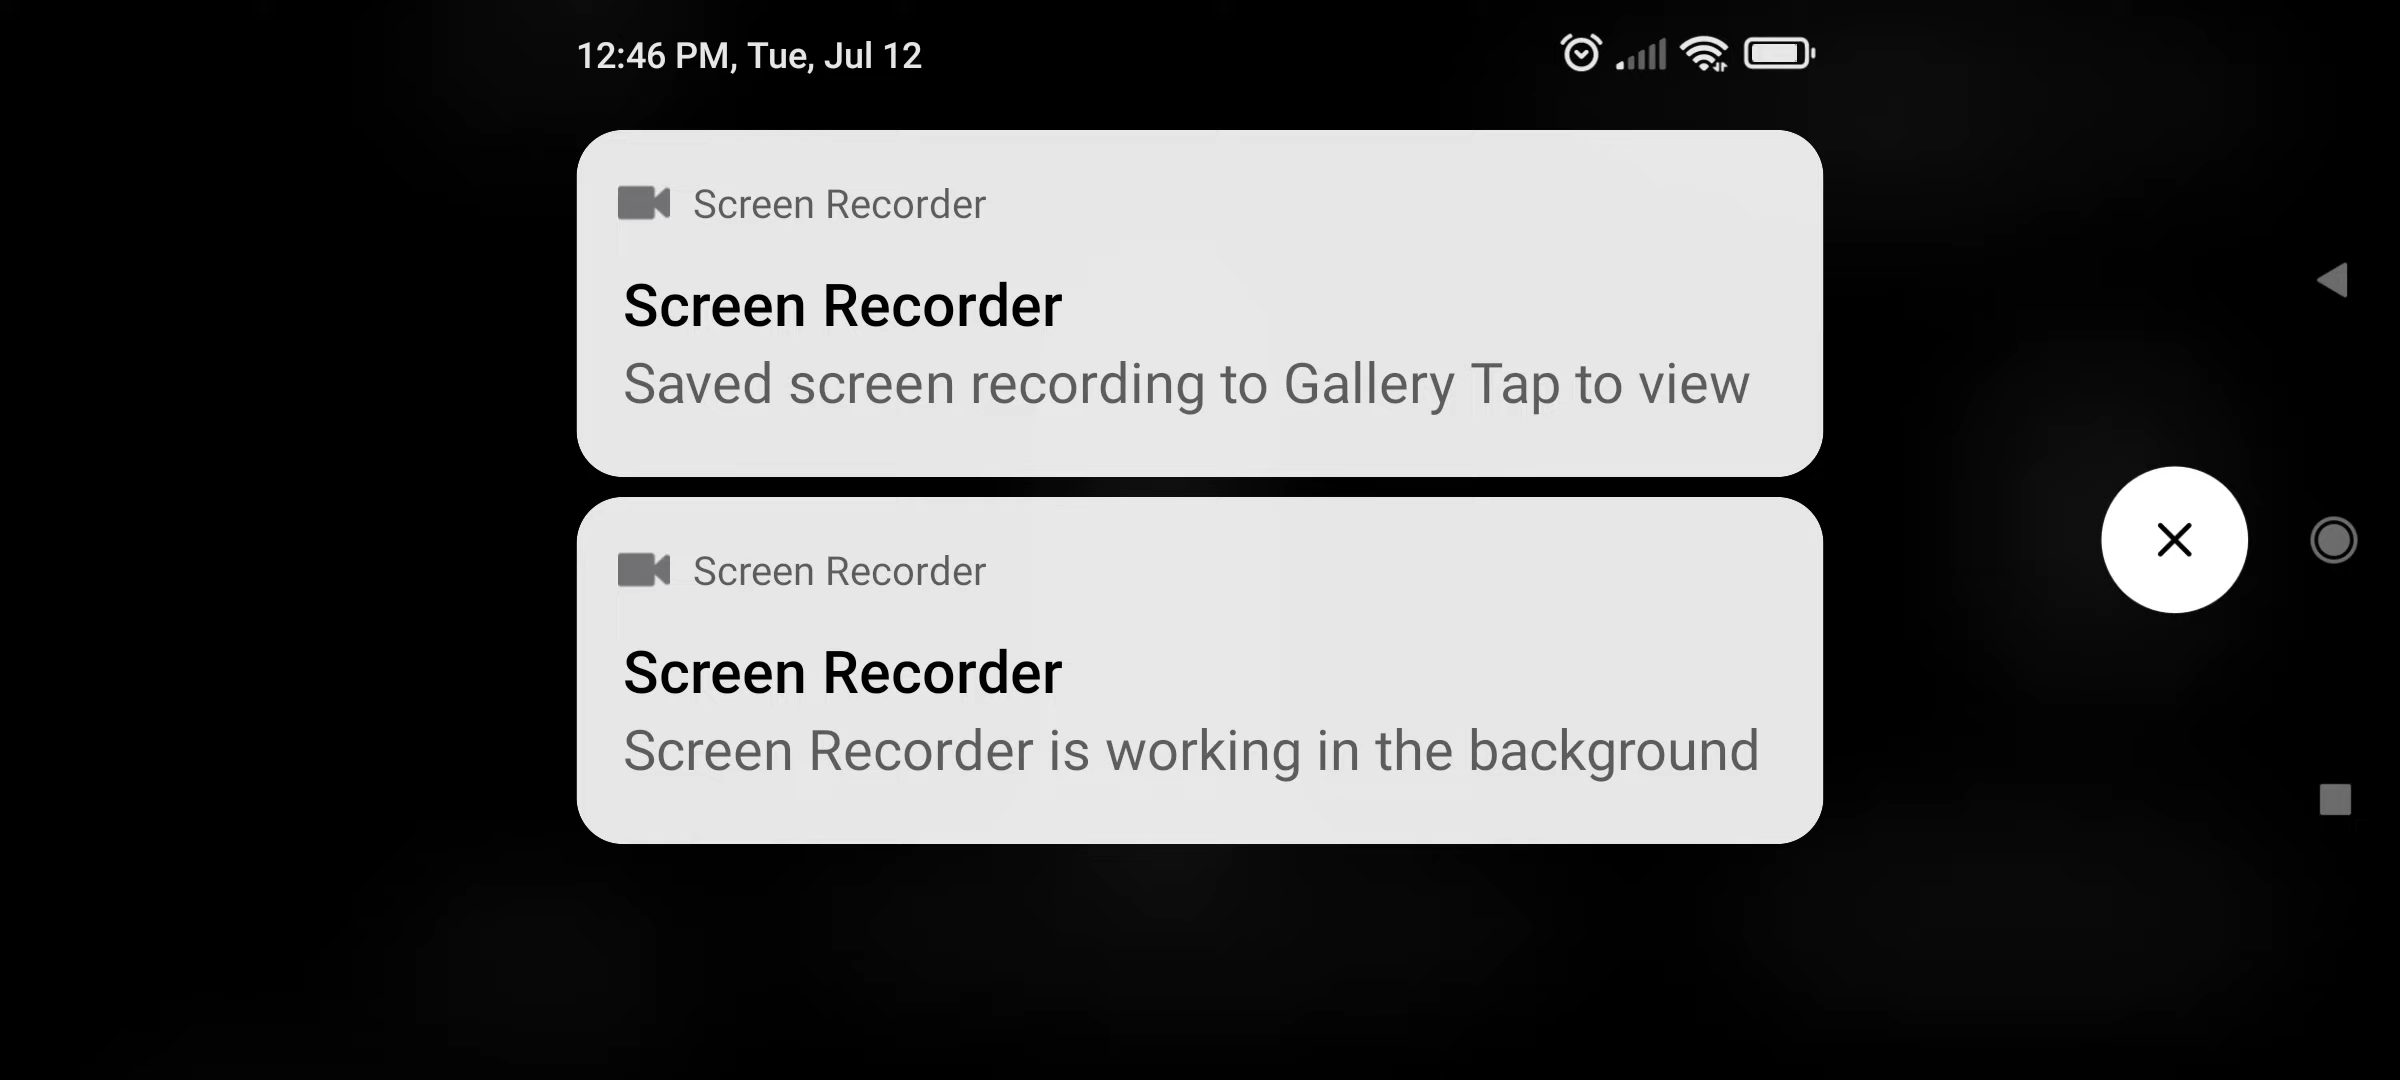 12:46 PM, Tue, Jul 12
Screen Recorder
Screen Recorder
Saved screen recording to Gallery Tap to view
Screen Recorder
Screen Recorder
Screen Recorder is working in the background